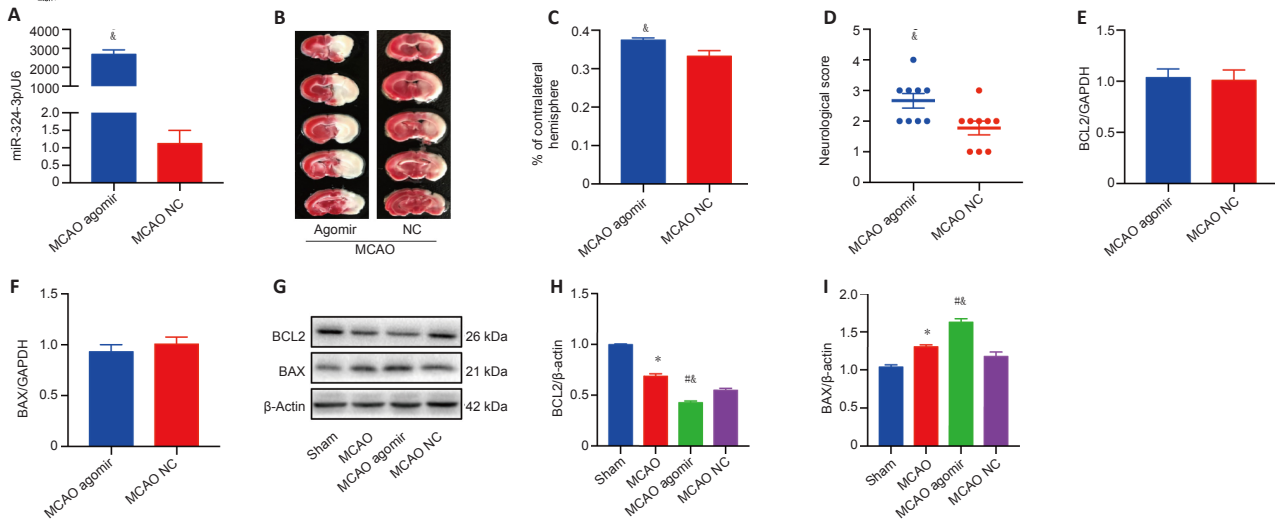 A
miR-324-3p/U6
4000
3000
2000
1000
2.0
1.5
1.0
0.5
0.0
&
MCAO agomir
MCAO NC
B
Agomir
NC
MCAO
C
% of contralateral
hemisphere
0.4
0.2
0.0
&
MCAO agomir
MCAO NC
D
Neurological score
5
4
3
2
1
0
&
MCAO agomir
MCAO NC
E
BCL2/GAPDH
1.5
1.0
0.5
0.0
MCAO agomir
MCAO NC
F
BAX/GAPDH
1.5
1.0
0.5
0.0
MCAO agomir
MCAO NC
G
BCL2
26 kDa
BAX
21 kDa
β-Actin
42 kDa
Sham
MCAO
MCAO agomir
MCAO NC
H
BCL2/β-actin
1.5
1.0
0.5
0.0
*
#&
Sham
MCAO
MCAO agomir
MCAO NC
I
BAX/β-actin
2.0
1.5
1.0
0.5
0.0
*
#&
Sham
MCAO
MCAO agomir
MCAO NC